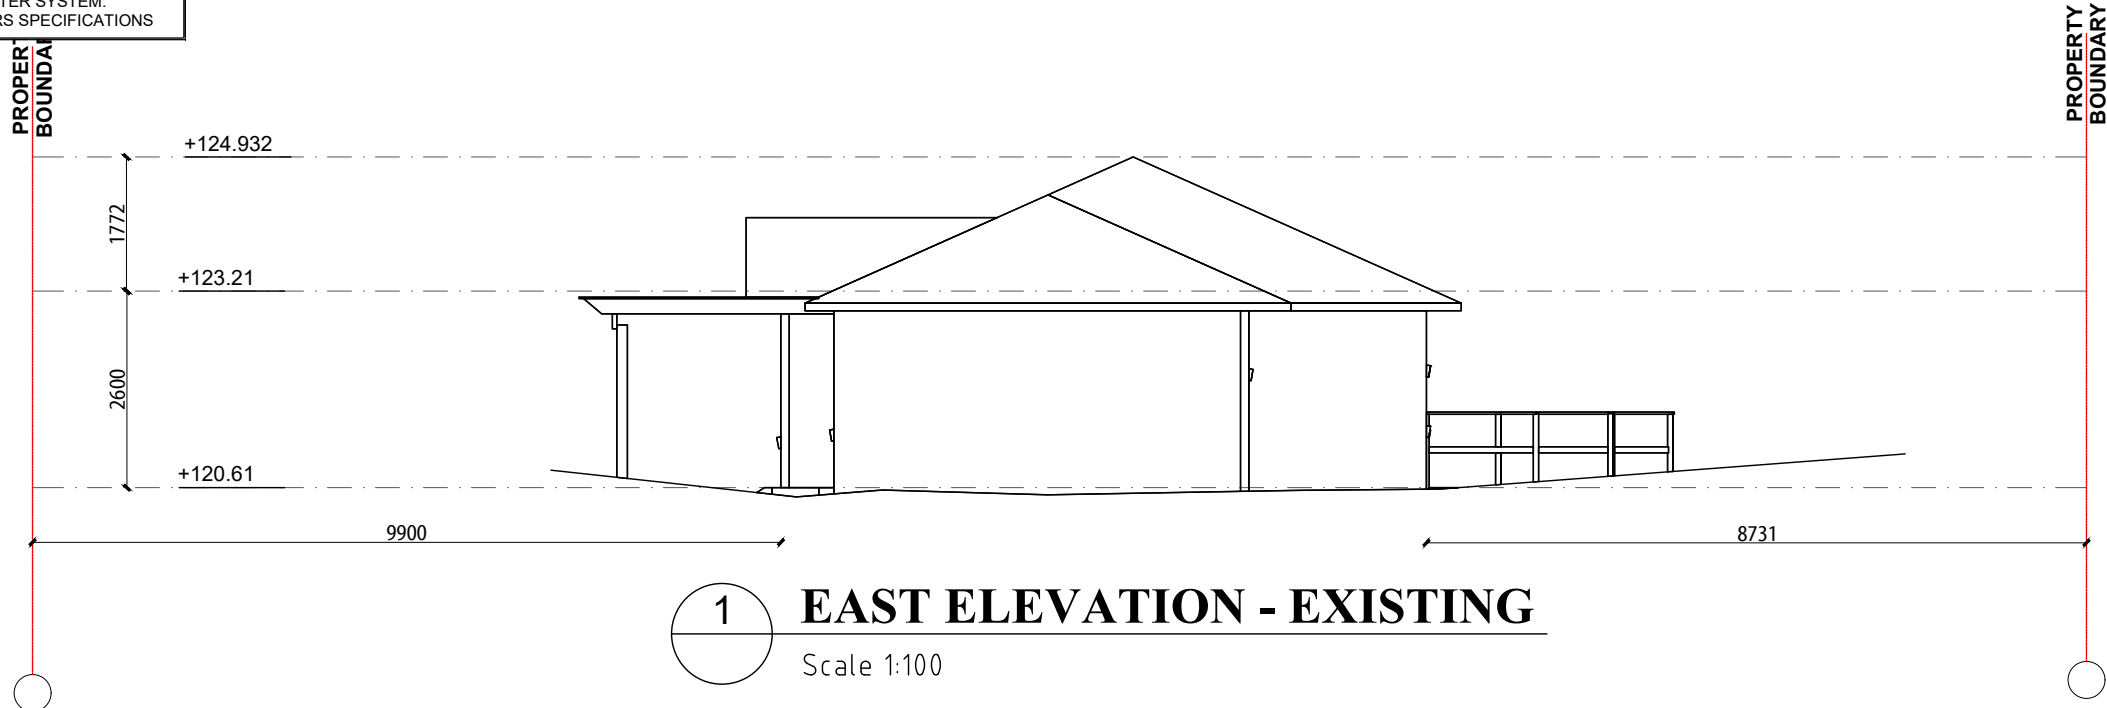 TER SYSTEM.
RS SPECIFICATIONS
PROPERT
BOUNDAR
PROPERTY
BOUNDARY
+124.932
1772
+123.21
2600
+120.61
9900
8731
1
EAST ELEVATION - EXISTING
Scale 1:100